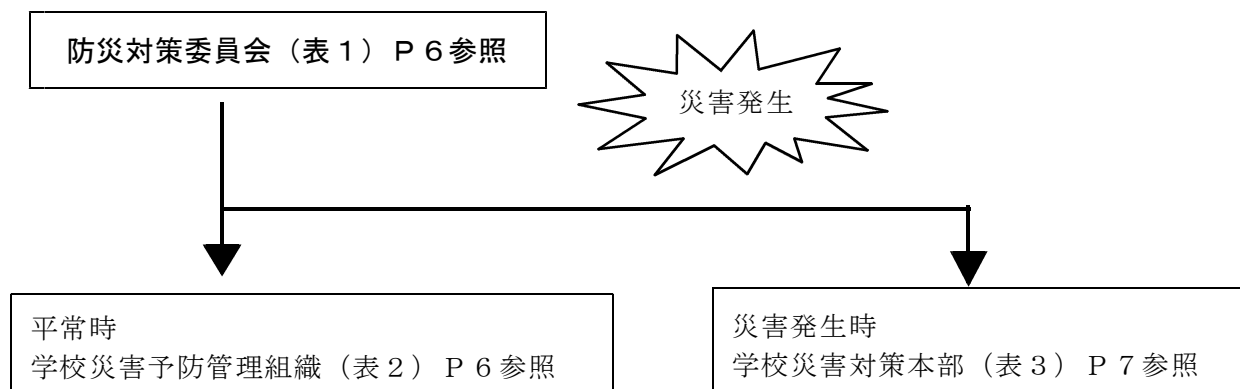 防災対策委員会（表１）Ｐ６参照
災害発生
平常時
学校災害予防管理組織（表２）Ｐ６参照
災害発生時
学校災害対策本部（表３）Ｐ７参照